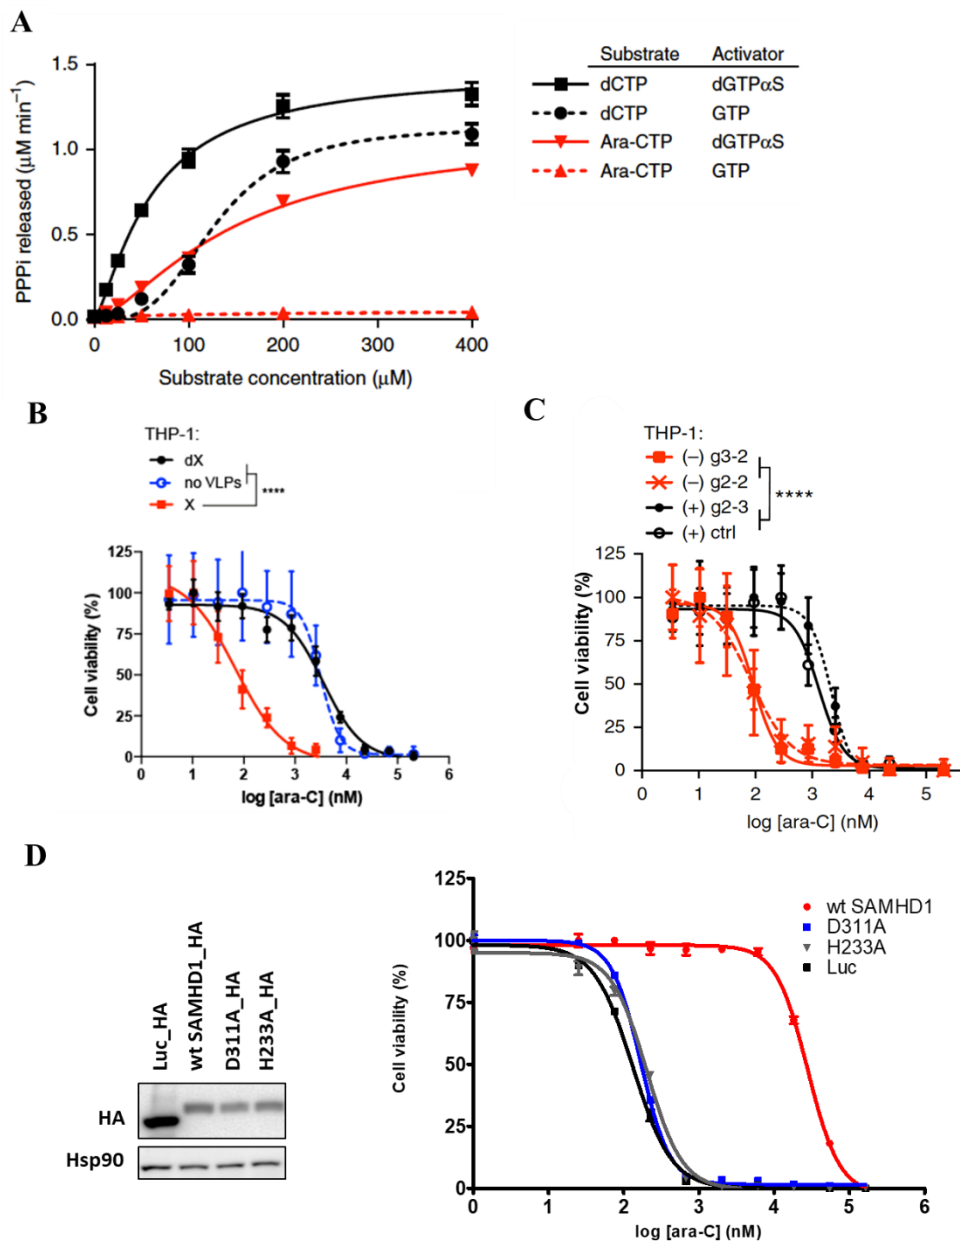 A
Substrate Activator
dCTP dGTPαS
dCTP GTP
Ara-CTP dGTPαS
Ara-CTP GTP
PPPi released (μM min⁻¹)
1.5
1.0
0.5
0.0
0 100 200 300 400
Substrate concentration (μM)
B
THP-1:
dX
no VLPs
X
****
Cell viability (%)
125
100
75
50
25
0
0 1 2 3 4 5 6
log [ara-C] (nM)
C
THP-1:
(–) g3-2
(–) g2-2
(+) g2-3
(+) ctrl
****
Cell viability (%)
125
100
75
50
25
0
0 1 2 3 4 5
log [ara-C] (nM)
D
Luc_HA
wt SAMHD1_HA
D311A_HA
H233A_HA
HA
Hsp90
Cell viability (%)
125
100
75
50
25
0
0 1 2 3 4 5 6
log [ara-C] (nM)
wt SAMHD1
D311A
H233A
Luc